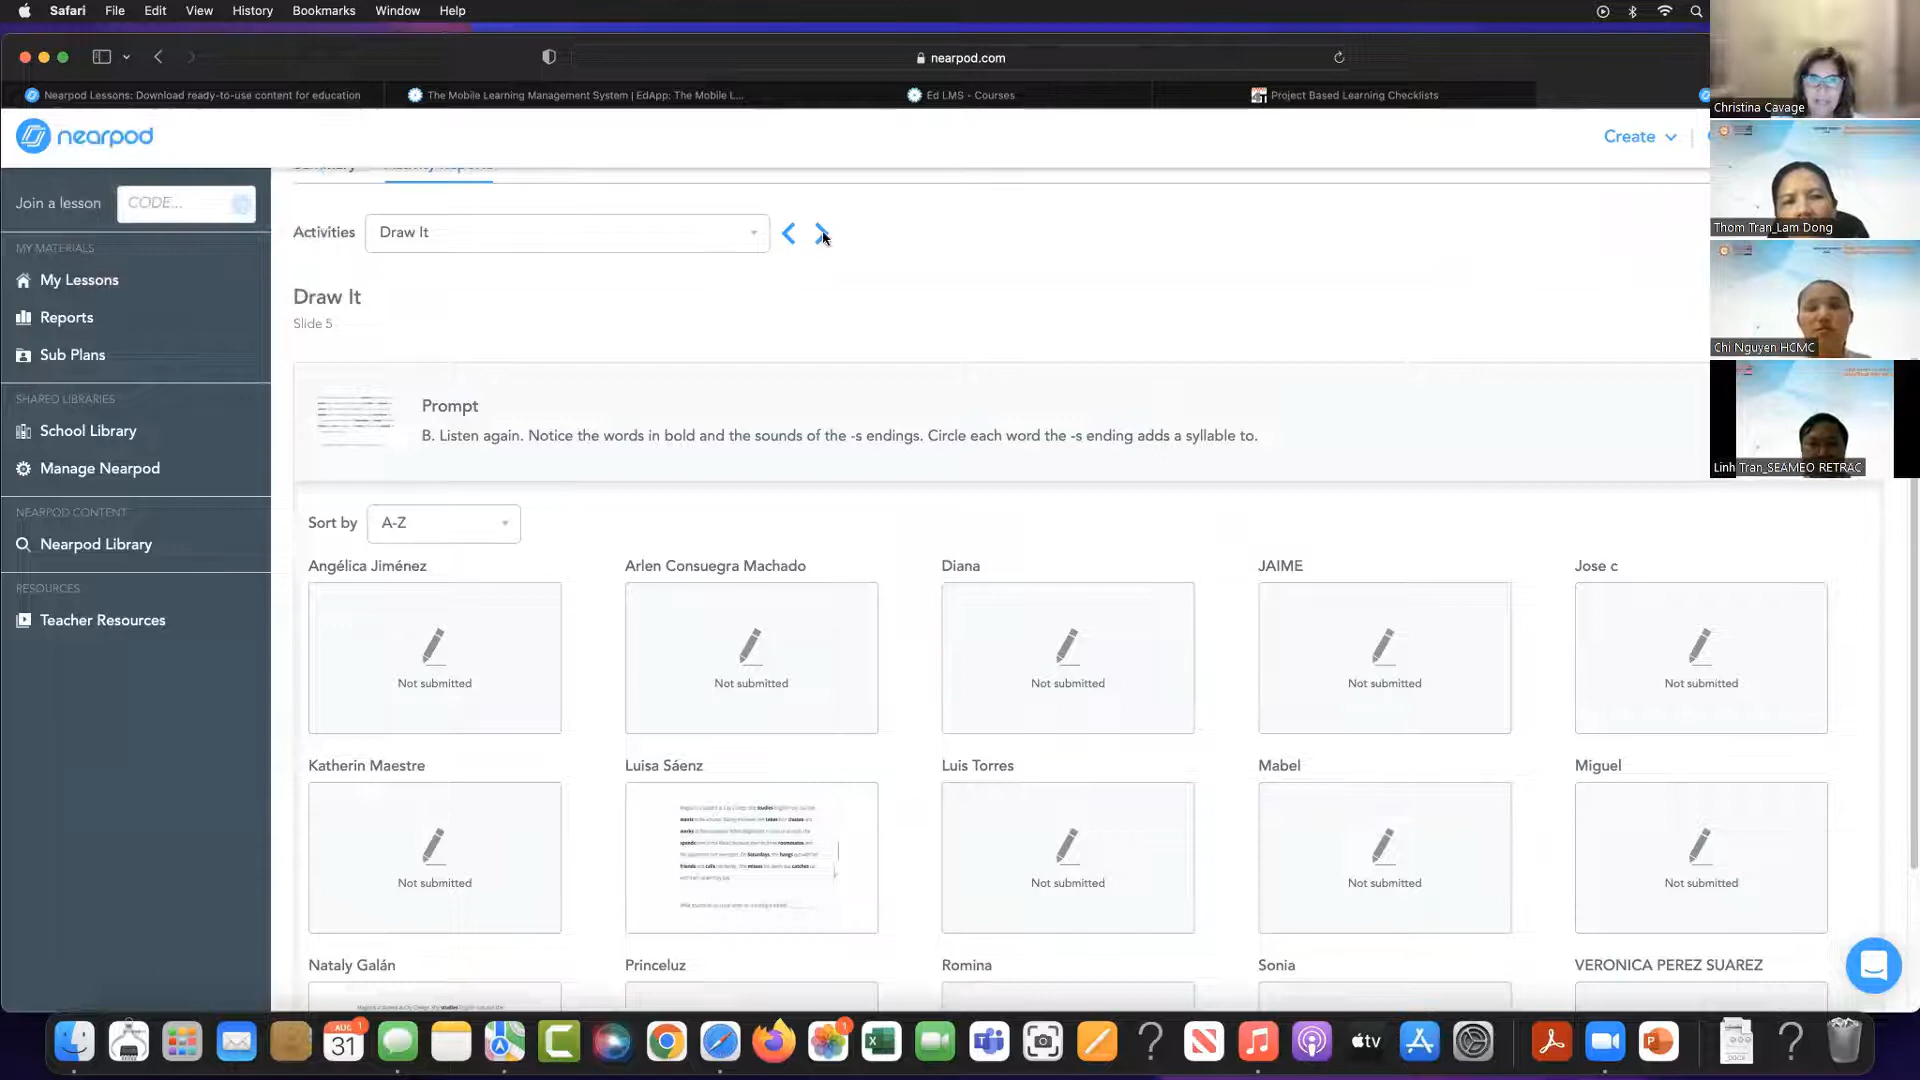 Safari File Edit View History Bookmarks Window Help
nearpod.com
Nearpod Lessons: Download ready-to-use content for education
The Mobile Learning Management System | EdApp: The Mobile L...
Ed LMS - Courses
Project Based Learning Checklists
nearpod
Create
Join a lesson CODE...
MY MATERIALS
My Lessons
Reports
Sub Plans
SHARED LIBRARIES
School Library
Manage Nearpod
NEARPOD CONTENT
Nearpod Library
RESOURCES
Teacher Resources
Activities Draw It
Draw It
Slide 5
Prompt
B. Listen again. Notice the words in bold and the sounds of the -s endings. Circle each word the -s ending adds a syllable to.
Sort by A-Z
Angélica Jiménez Arlen Consuegra Machado Diana JAIME Jose c
Not submitted Not submitted Not submitted Not submitted Not submitted
Katherin Maestre Luisa Sáenz Luis Torres Mabel Miguel
Not submitted Not submitted Not submitted Not submitted
Nataly Galán Princeluz Romina Sonia VERONICA PEREZ SUAREZ
Christina Cavage
Thom Tran_Lam Dong
Chi Nguyen HCMC
Linh Tran_SEAMEO RETRAC
AUG 31
1
1
tv